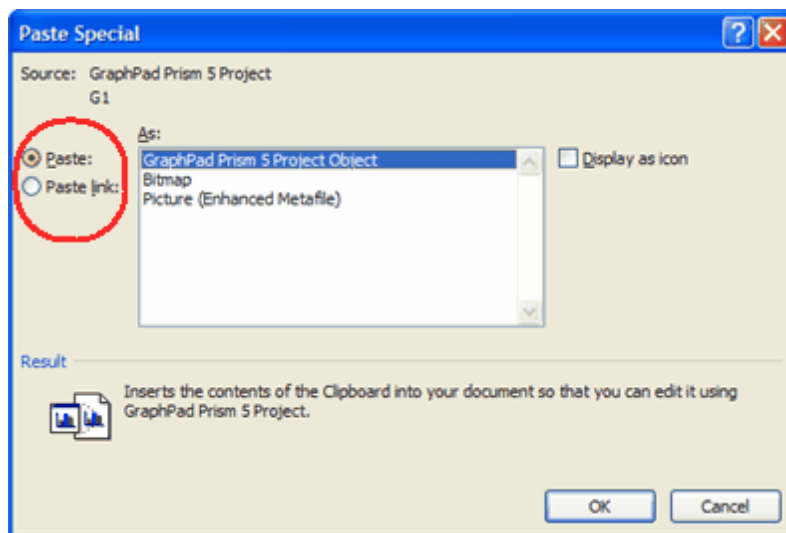 Paste Special
Source: GraphPad Prism 5 Project
G1
As:
Paste:
Paste link:
GraphPad Prism 5 Project Object
Bitmap
Picture (Enhanced Metafile)
Display as icon
Result
Inserts the contents of the Clipboard into your document so that you can edit it using
GraphPad Prism 5 Project.
OK
Cancel